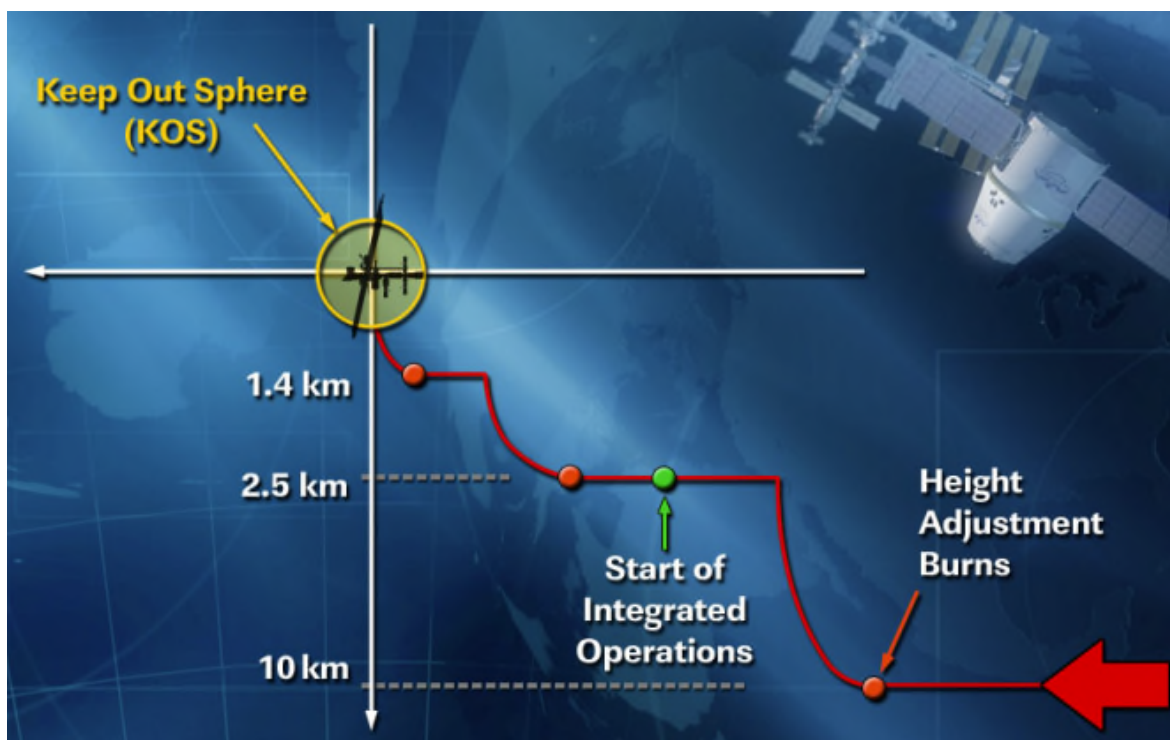 Keep Out Sphere
(KOS)
1.4 km
2.5 km
Height
Adjustment
Burns
Start of
Integrated
Operations
10 km